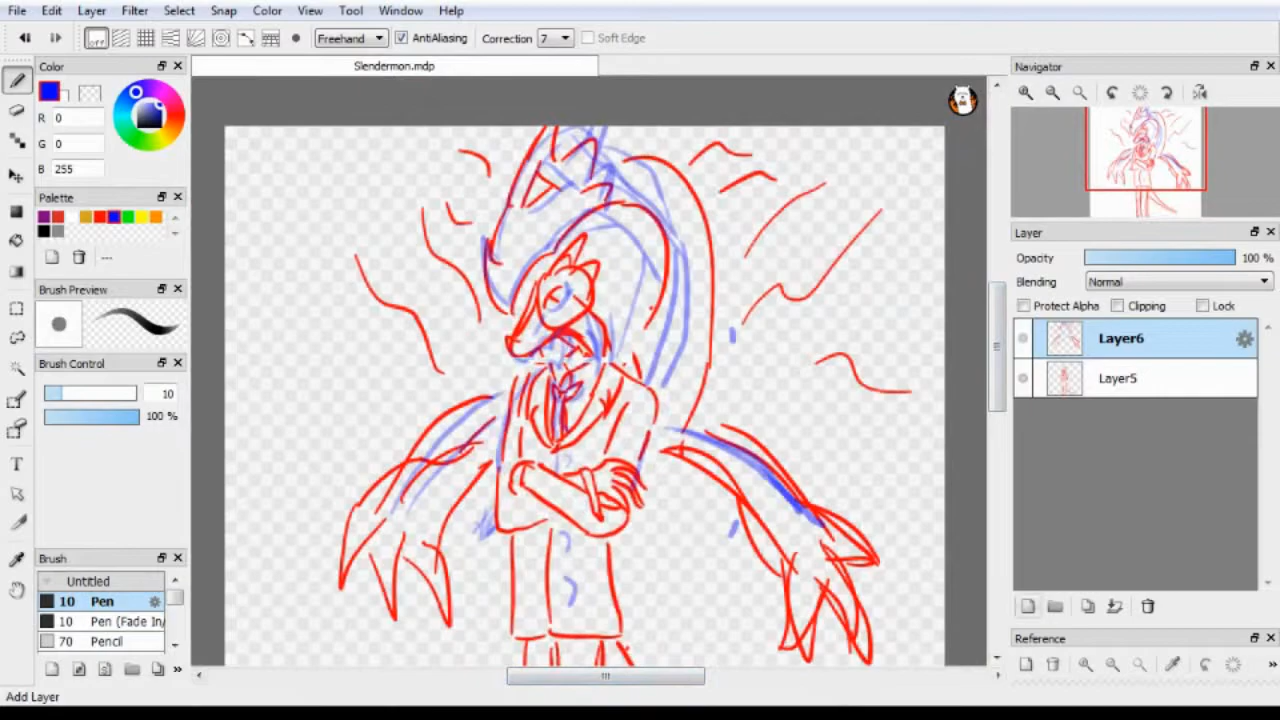 File Edit Layer Filter Select Snap Color View Tool Window Help
off Freehand AntiAliasing Correction 7 Soft Edge
Color
Slendermon.mdp
Navigator
R 0
G 0
B 255
Palette
Layer
Opacity 100 %
Blending Normal
---
Brush Preview
Protect Alpha Clipping Lock
Layer6
Brush Control
Layer5
10
100 %
T
Brush
Untitled
10 Pen
10 Pen (Fade In/
70 Pencil
Reference
Add Layer